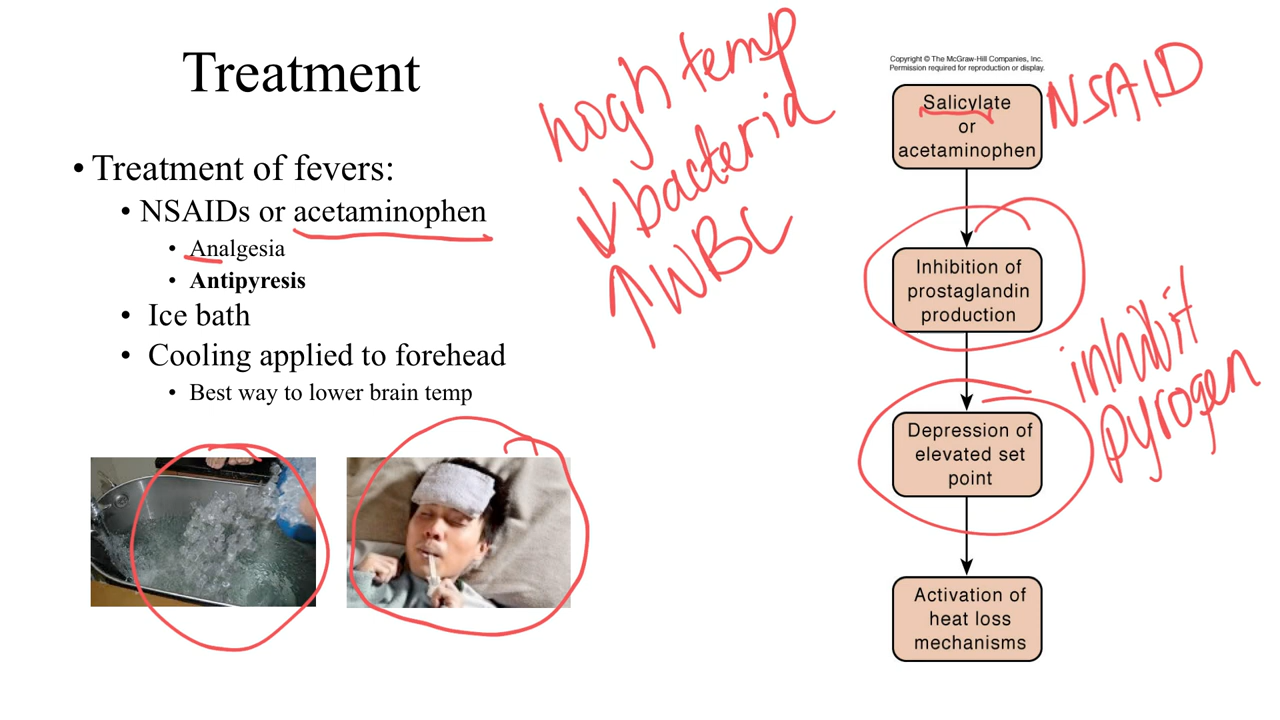 Treatment
• Treatment of fevers:
• NSAIDs or acetaminophen
• Analgesia
• Antipyresis
• Ice bath
• Cooling applied to forehead
• Best way to lower brain temp
hogh temp
↓bacteria
↑WBC
Copyright © The McGraw-Hill Companies, Inc.
Permission required for reproduction or display.
Salicylate
or
acetaminophen
NSAID
Inhibition of
prostaglandin
production
inhibit
pyrogen
Depression of
elevated set
point
Activation of
heat loss
mechanisms